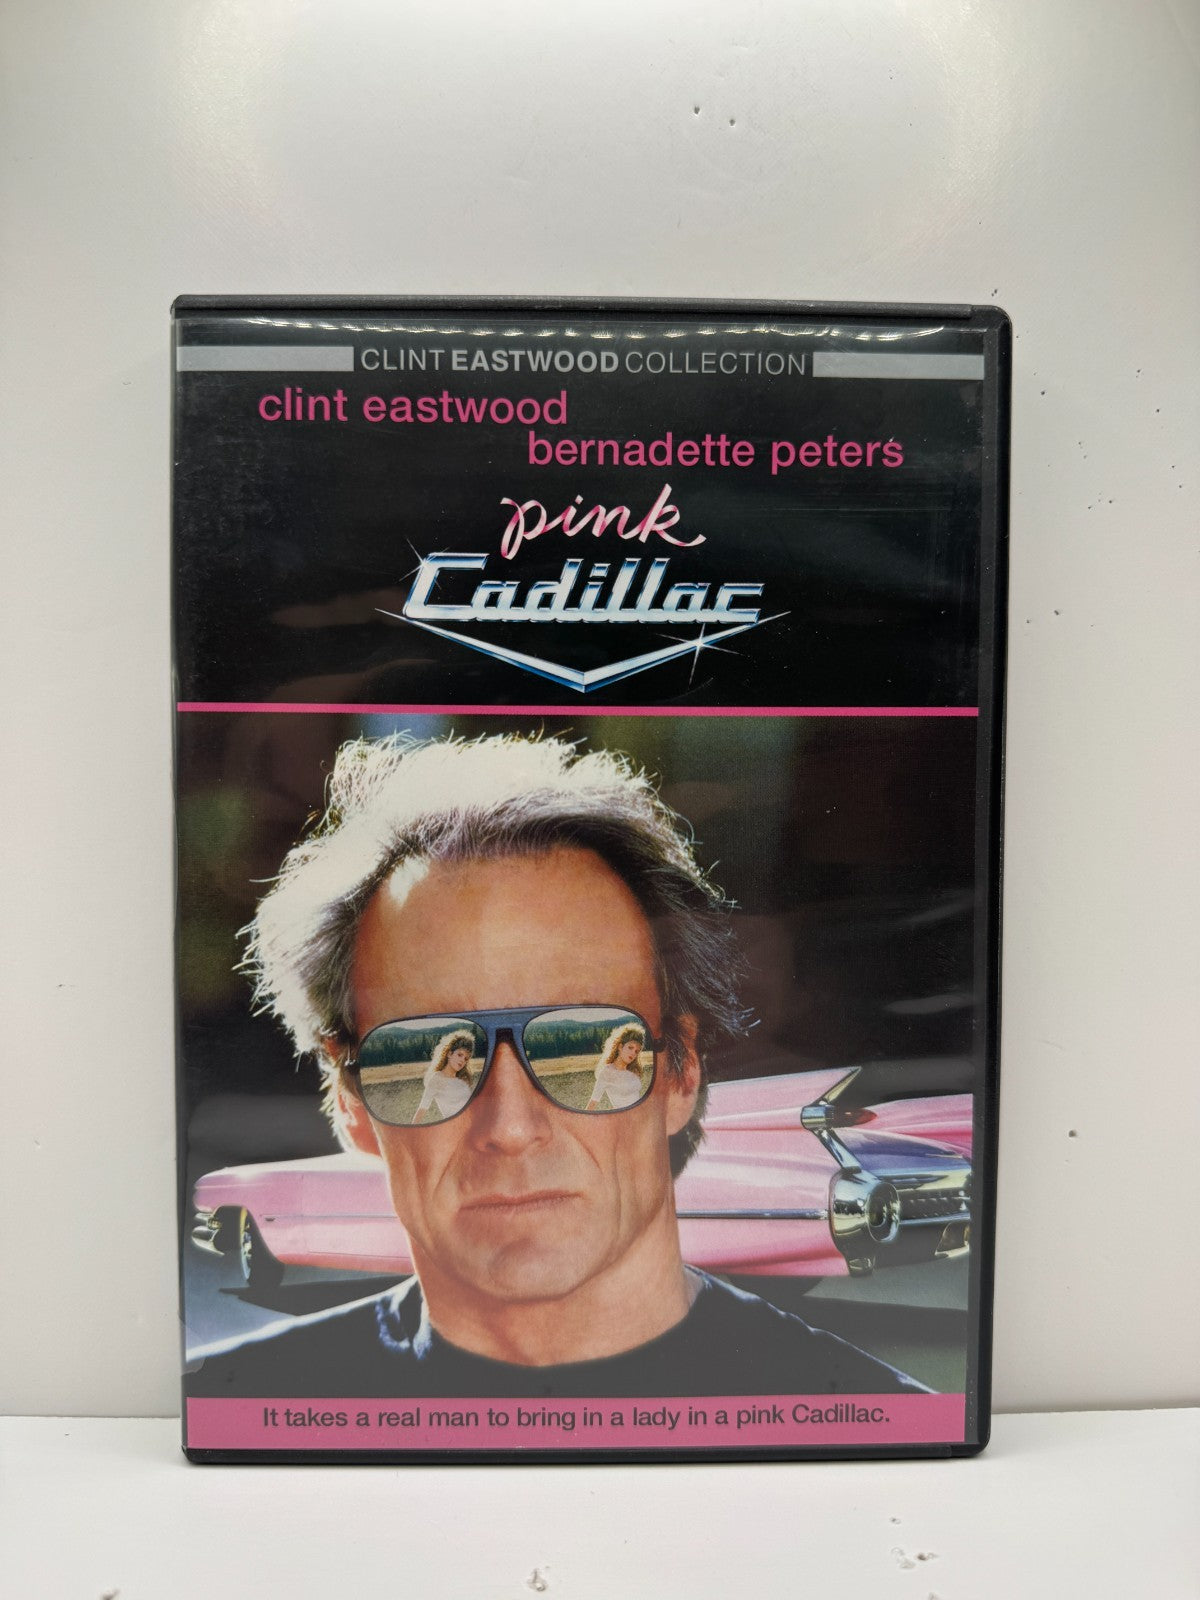 CLINT EASTWOOD COLLECTION
clint eastwood
bernadette peters
pink
Cadillac
It takes a real man to bring in a lady in a pink Cadillac.